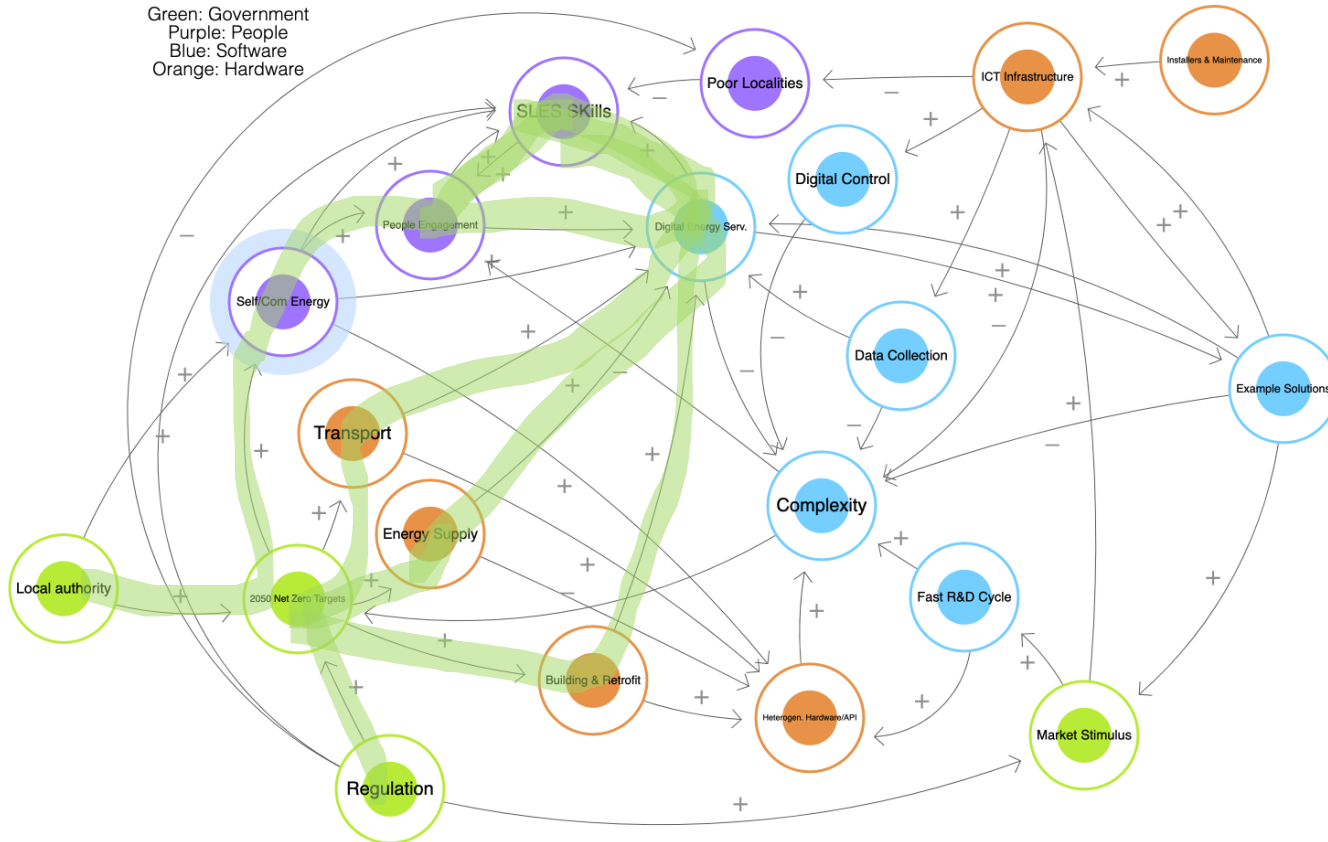 Green: Government
Purple: People
Blue: Software
Orange: Hardware
Installers & Maintenance
ICT Infrastructure
Poor Localities
SLES SKills
Digital Control
People Engagement
Digital Energy Serv.
Self/Com Energy
Data Collection
Example Solutions
Transport
Complexity
Energy Supply
Local authority
2050 Net Zero Targets
Fast R&D Cycle
Building & Retrofit
Heterogen. Hardware/API
Market Stimulus
Regulation